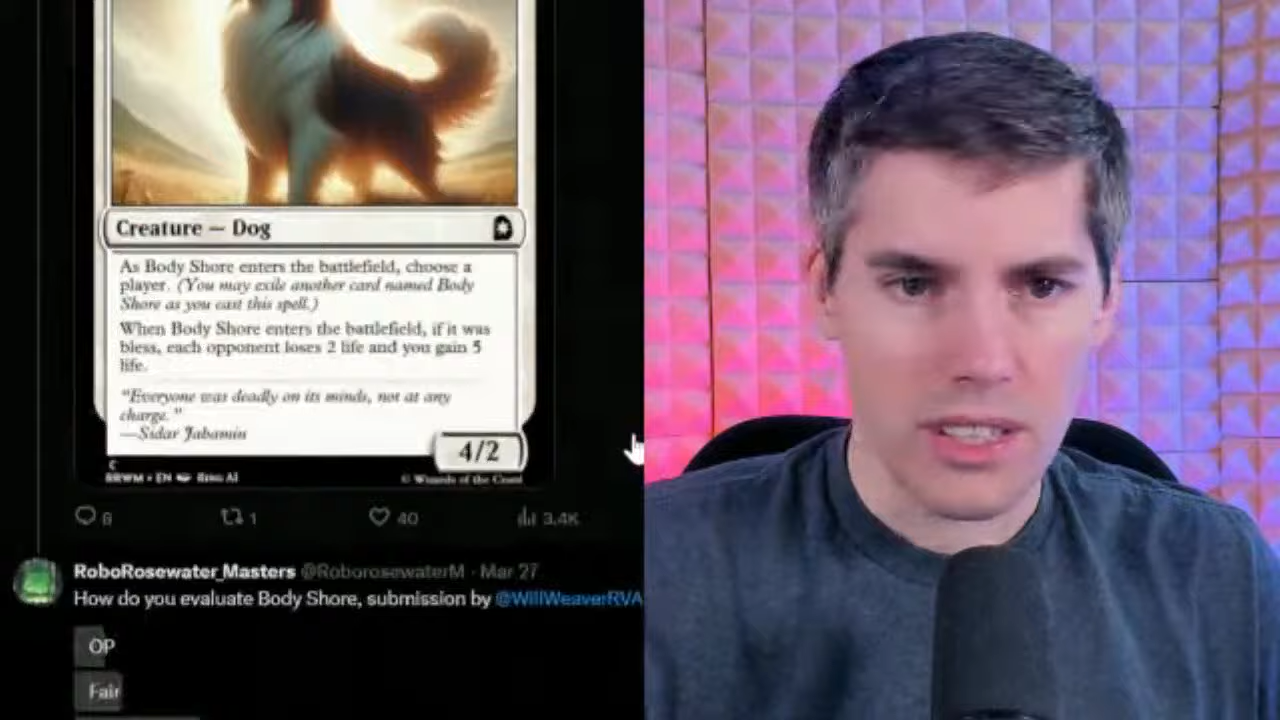 Creature — Dog
As Body Shore enters the battlefield, choose a
player. (You may exile another card named Body
Shore as you cast this spell.)
When Body Shore enters the battlefield, if it was
bless, each opponent loses 2 life and you gain 5
life.
"Everyone was deadly on its minds, not at any
charge."
—Sidar Jabamin
4/2
C
RRWM • EN
© Wizards of the Coast
8 1 40 3.4K
RoboRosewater_Masters @RoborosewaterM · Mar 27
How do you evaluate Body Shore, submission by @WillWeaverRVA
OP
Fair